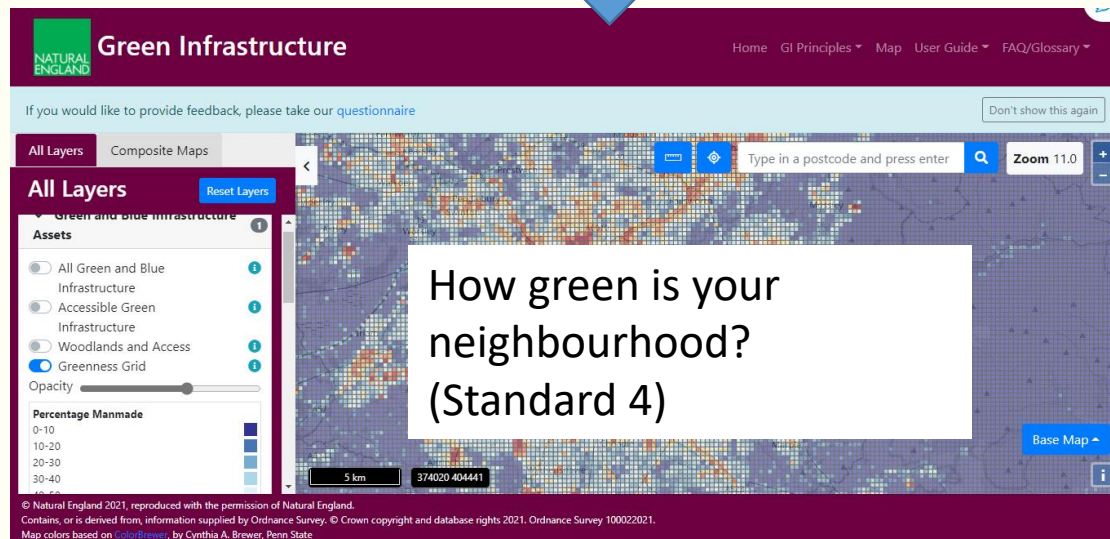 NATURAL
ENGLAND
Green Infrastructure
Home GI Principles Map User Guide FAQ/Glossary
If you would like to provide feedback, please take our questionnaire
Don't show this again
All Layers Composite Maps
Type in a postcode and press enter
Zoom 11.0
+
-
All Layers
Reset Layers
Green and Blue Infrastructure
Assets
1
All Green and Blue
Infrastructure
Accessible Green
Infrastructure
Woodlands and Access
Greenness Grid
Opacity
Percentage Manmade
0-10
10-20
20-30
30-40
How green is your
neighbourhood?
(Standard 4)
Base Map
5 km
374020 404441
© Natural England 2021, reproduced with the permission of Natural England.
Contains, or is derived from, information supplied by Ordnance Survey. © Crown copyright and database rights 2021. Ordnance Survey 100022021.
Map colors based on ColorBrewer, by Cynthia A. Brewer, Penn State